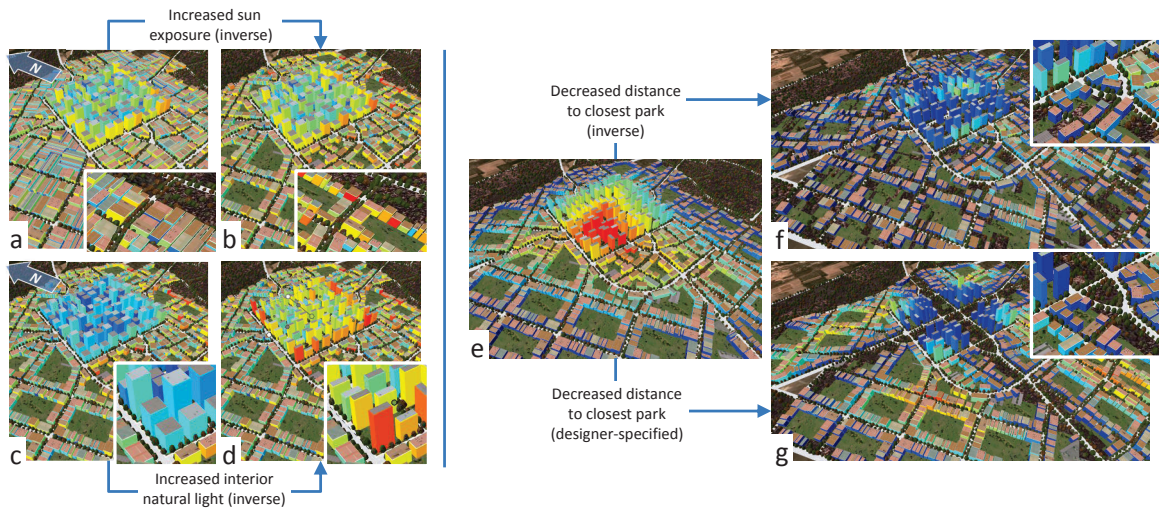 Increased sun
exposure (inverse)
N
a
b
N
c
d
Increased interior
natural light (inverse)
Decreased distance
to closest park
(inverse)
e
Decreased distance
to closest park
(designer-specified)
f
g